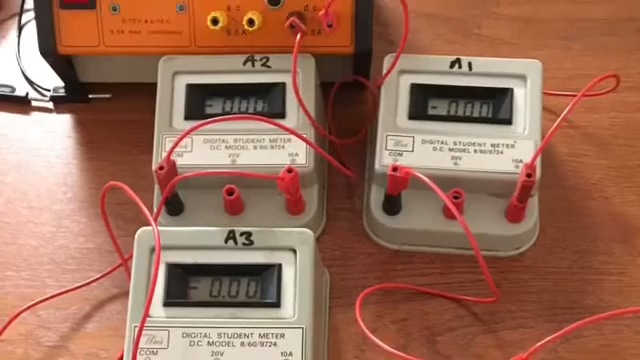 A2
A1
-0.00
-0.00
DIGITAL STUDENT METER
D.C. MODEL 8/60/9724
COM
20V
10A
DIGITAL STUDENT METER
D.C. MODEL 8/60/9724
COM
20V
10A
A3
-0.00
DIGITAL STUDENT METER
D.C. MODEL 8/60/9724
COM
20V
10A